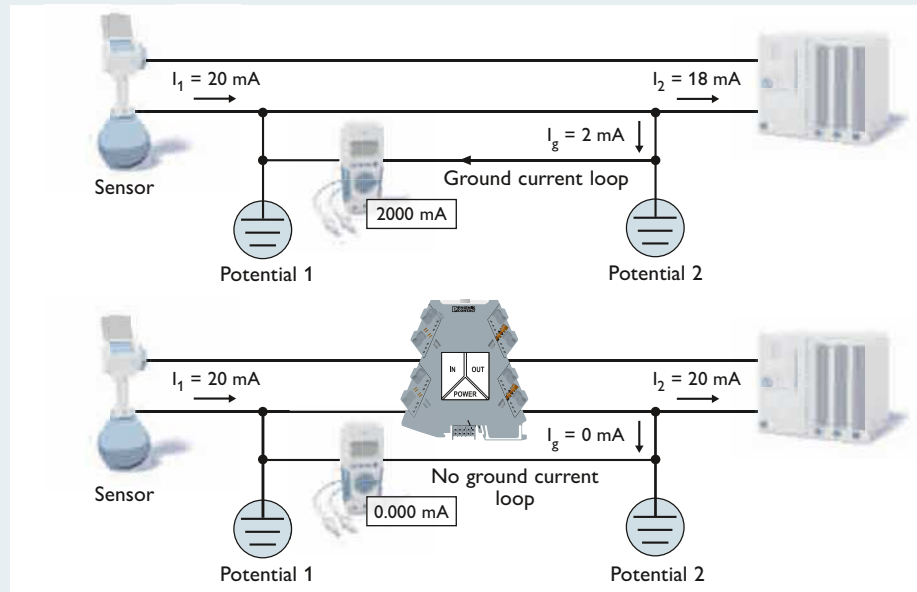 I₁ = 20 mA
I₂ = 18 mA
I_g = 2 mA
Ground current loop
Sensor
2000 mA
Potential 1
Potential 2
IN OUT
POWER
I₁ = 20 mA
I₂ = 20 mA
I_g = 0 mA
No ground current
loop
Sensor
0.000 mA
Potential 1
Potential 2